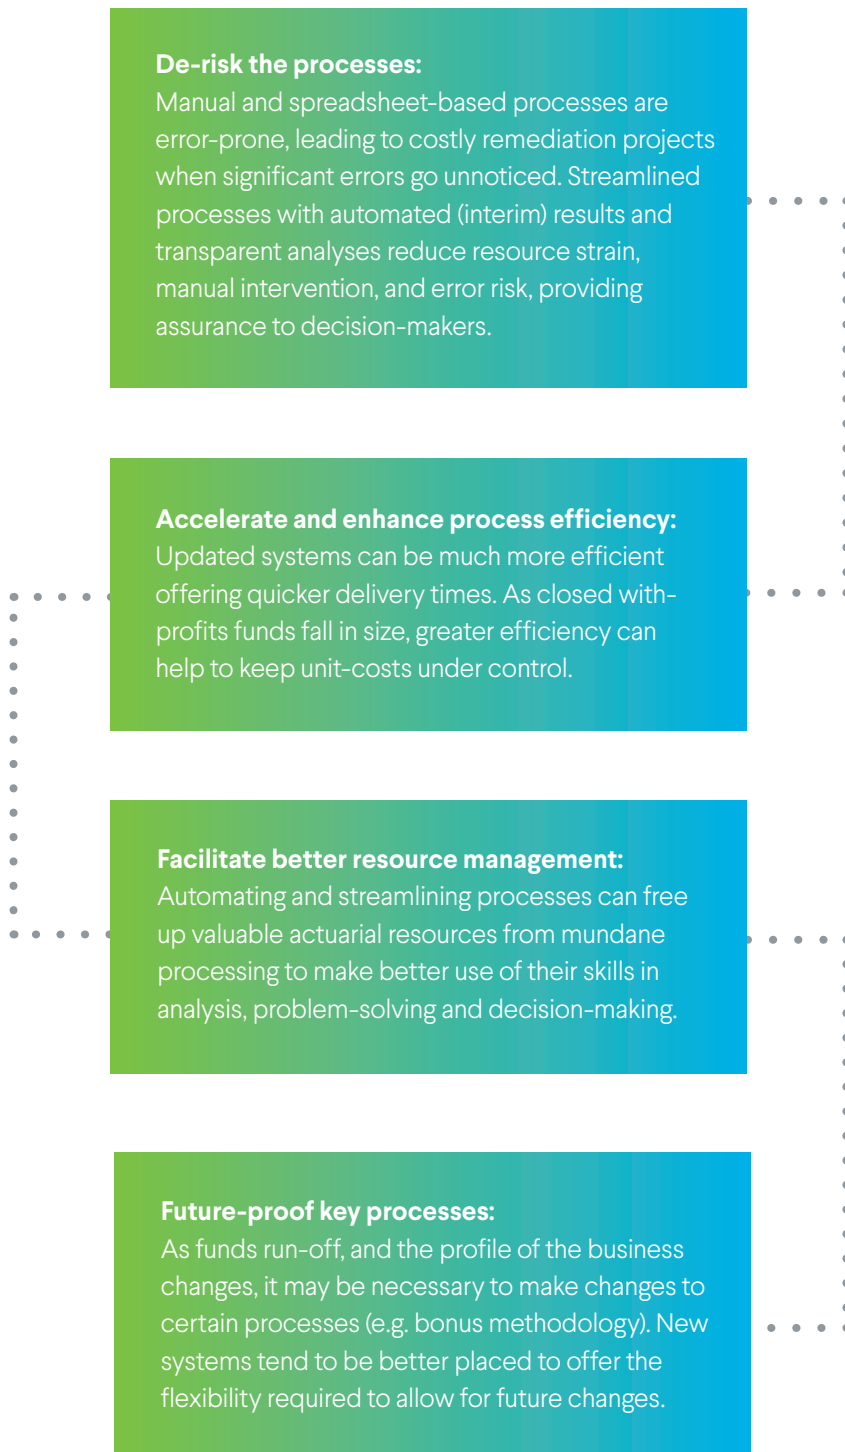 De-risk the processes:
Manual and spreadsheet-based processes are
error-prone, leading to costly remediation projects
when significant errors go unnoticed. Streamlined
processes with automated (interim) results and
transparent analyses reduce resource strain,
manual intervention, and error risk, providing
assurance to decision-makers.
Accelerate and enhance process efficiency:
Updated systems can be much more efficient
offering quicker delivery times. As closed with-
profits funds fall in size, greater efficiency can
help to keep unit-costs under control.
Facilitate better resource management:
Automating and streamlining processes can free
up valuable actuarial resources from mundane
processing to make better use of their skills in
analysis, problem-solving and decision-making.
Future-proof key processes:
As funds run-off, and the profile of the business
changes, it may be necessary to make changes to
certain processes (e.g. bonus methodology). New
systems tend to be better placed to offer the
flexibility required to allow for future changes.